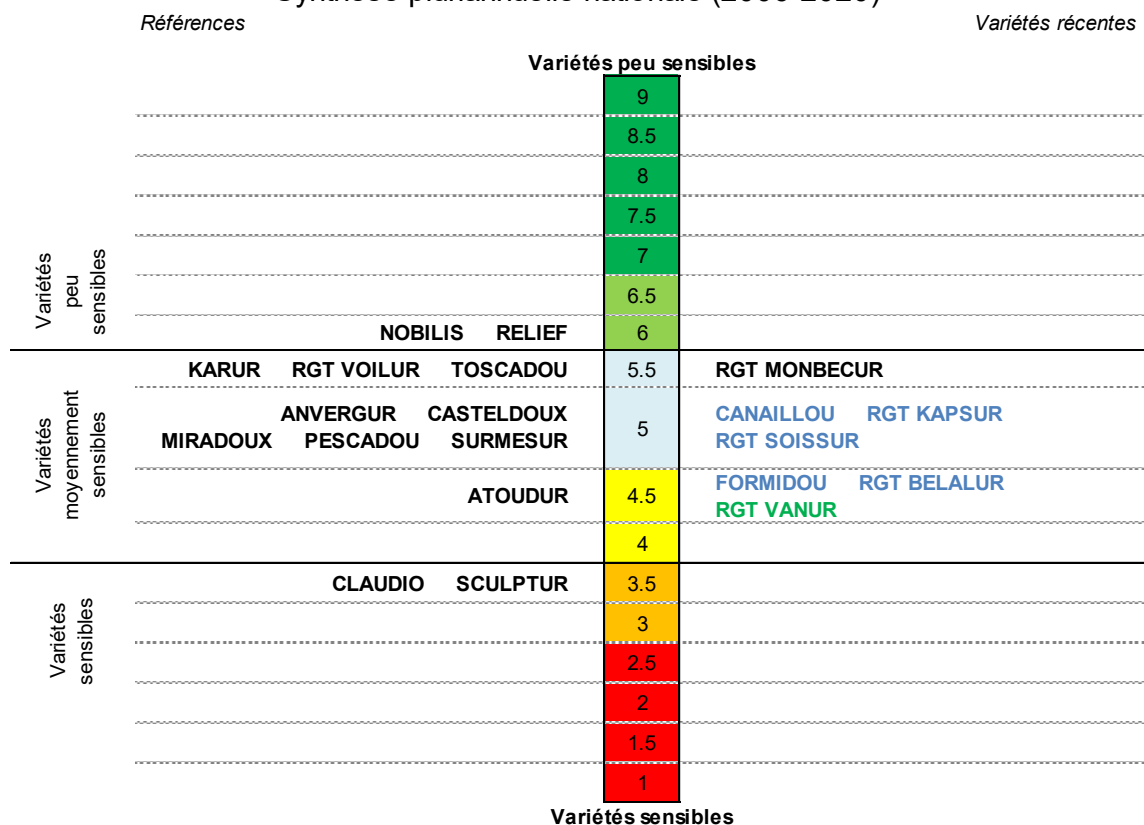 Références Variétés récentes
Variétés peu sensibles
9
8.5
8
7.5
7
6.5
Variétés
peu
sensibles
NOBILIS RELIEF 6
KARUR RGT VOILUR TOSCADOU 5.5 RGT MONBECUR
Variétés
moyennement
sensibles
ANVERGUR CASTELDOUX
MIRADOUX PESCADOU SURMESUR
5
CANAILLOU RGT KAPSUR
RGT SOISSUR
ATOUDUR 4.5
FORMIDOU RGT BELALUR
RGT VANUR
4
CLAUDIO SCULPTUR 3.5
Variétés
sensibles
3
2.5
2
1.5
1
Variétés sensibles